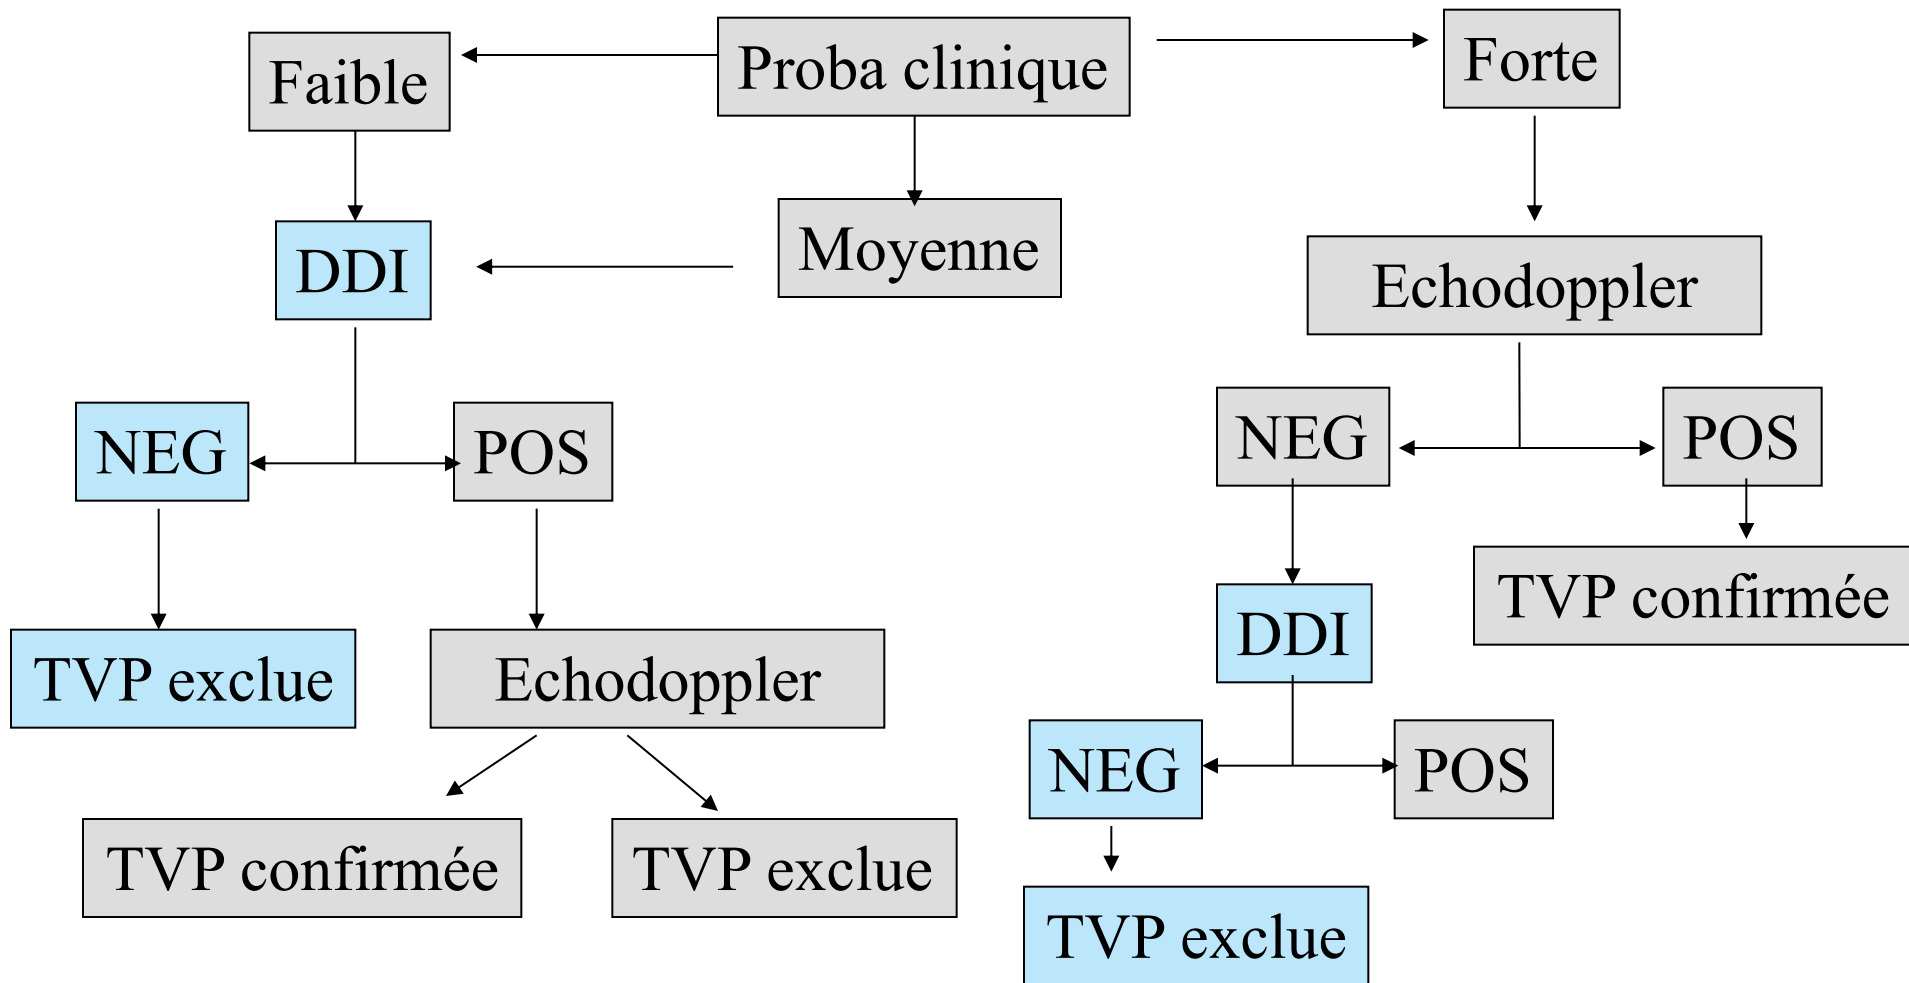 Proba clinique
Faible
Forte
Moyenne
DDI
Echodoppler
NEG
POS
NEG
POS
TVP exclue
Echodoppler
DDI
TVP confirmée
NEG
POS
TVP confirmée
TVP exclue
TVP exclue